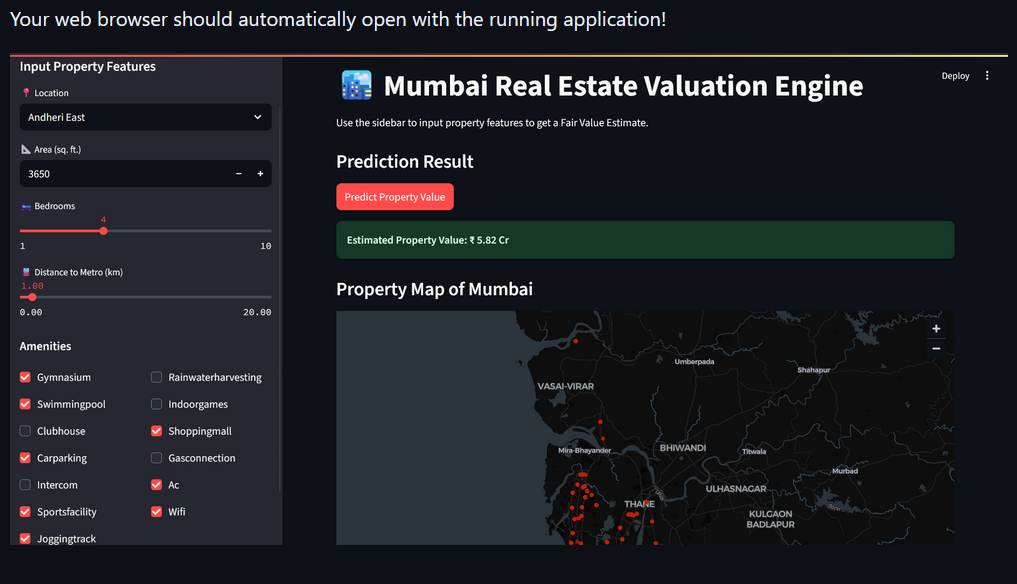 Your web browser should automatically open with the running application!
Input Property Features
Location
Andheri East
Area (sq. ft.)
3650
Bedrooms
4
1 10
Distance to Metro (km)
1.00
0.00 20.00
Amenities
Gymnasium Rainwaterharvesting
Swimmingpool Indoorgames
Clubhouse Shoppingmall
Carparking Gasconnection
Intercom Ac
Sportsfacility Wifi
Joggingtrack
Deploy
Mumbai Real Estate Valuation Engine
Use the sidebar to input property features to get a Fair Value Estimate.
Prediction Result
Predict Property Value
Estimated Property Value: ₹ 5.82 Cr
Property Map of Mumbai
Umberpada
Shahapur
VASAI-VIRAR
Mira-Bhayander
BHIWANDI
Titwala
Murbad
ULHASNAGAR
THANE
KULGAON
BADLAPUR